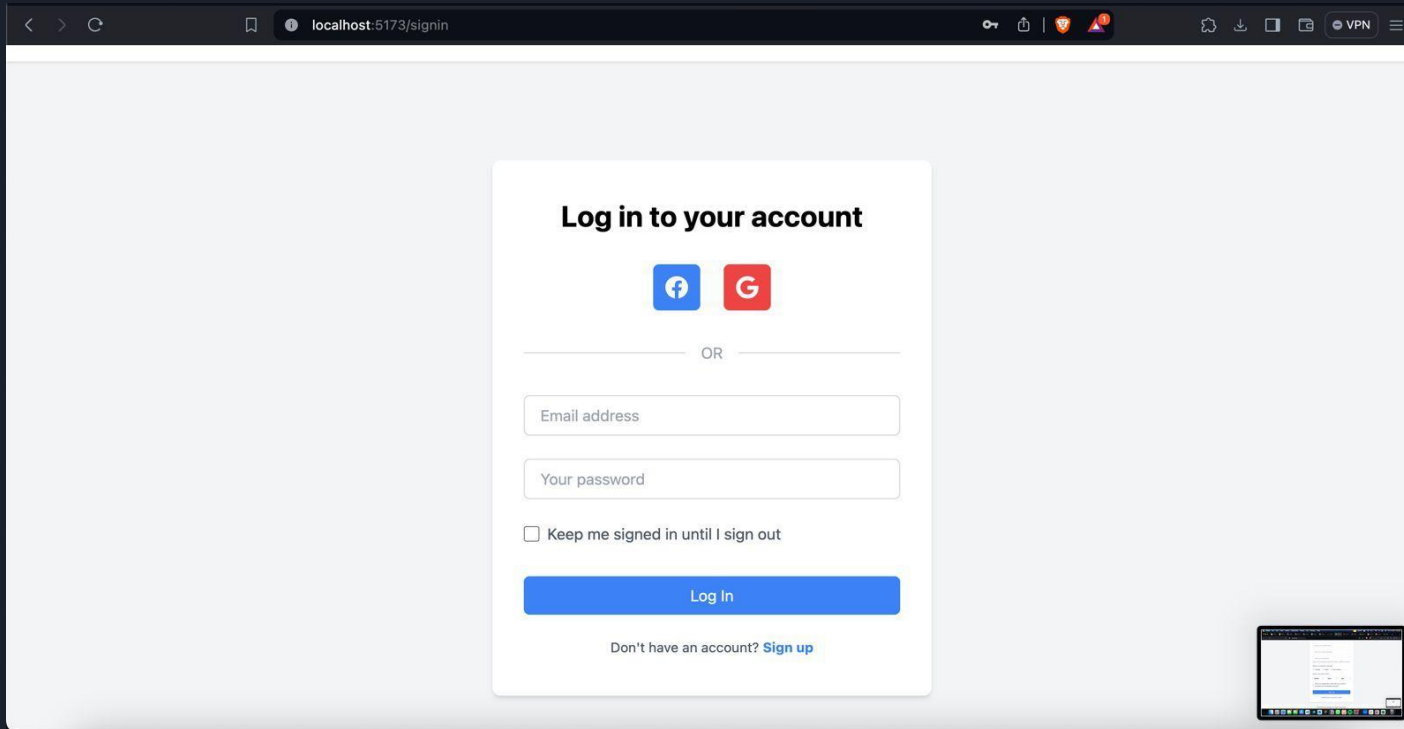 localhost:5173/signin
1
VPN
Log in to your account
OR
Email address
Your password
Keep me signed in until I sign out
Log In
Don't have an account? Sign up